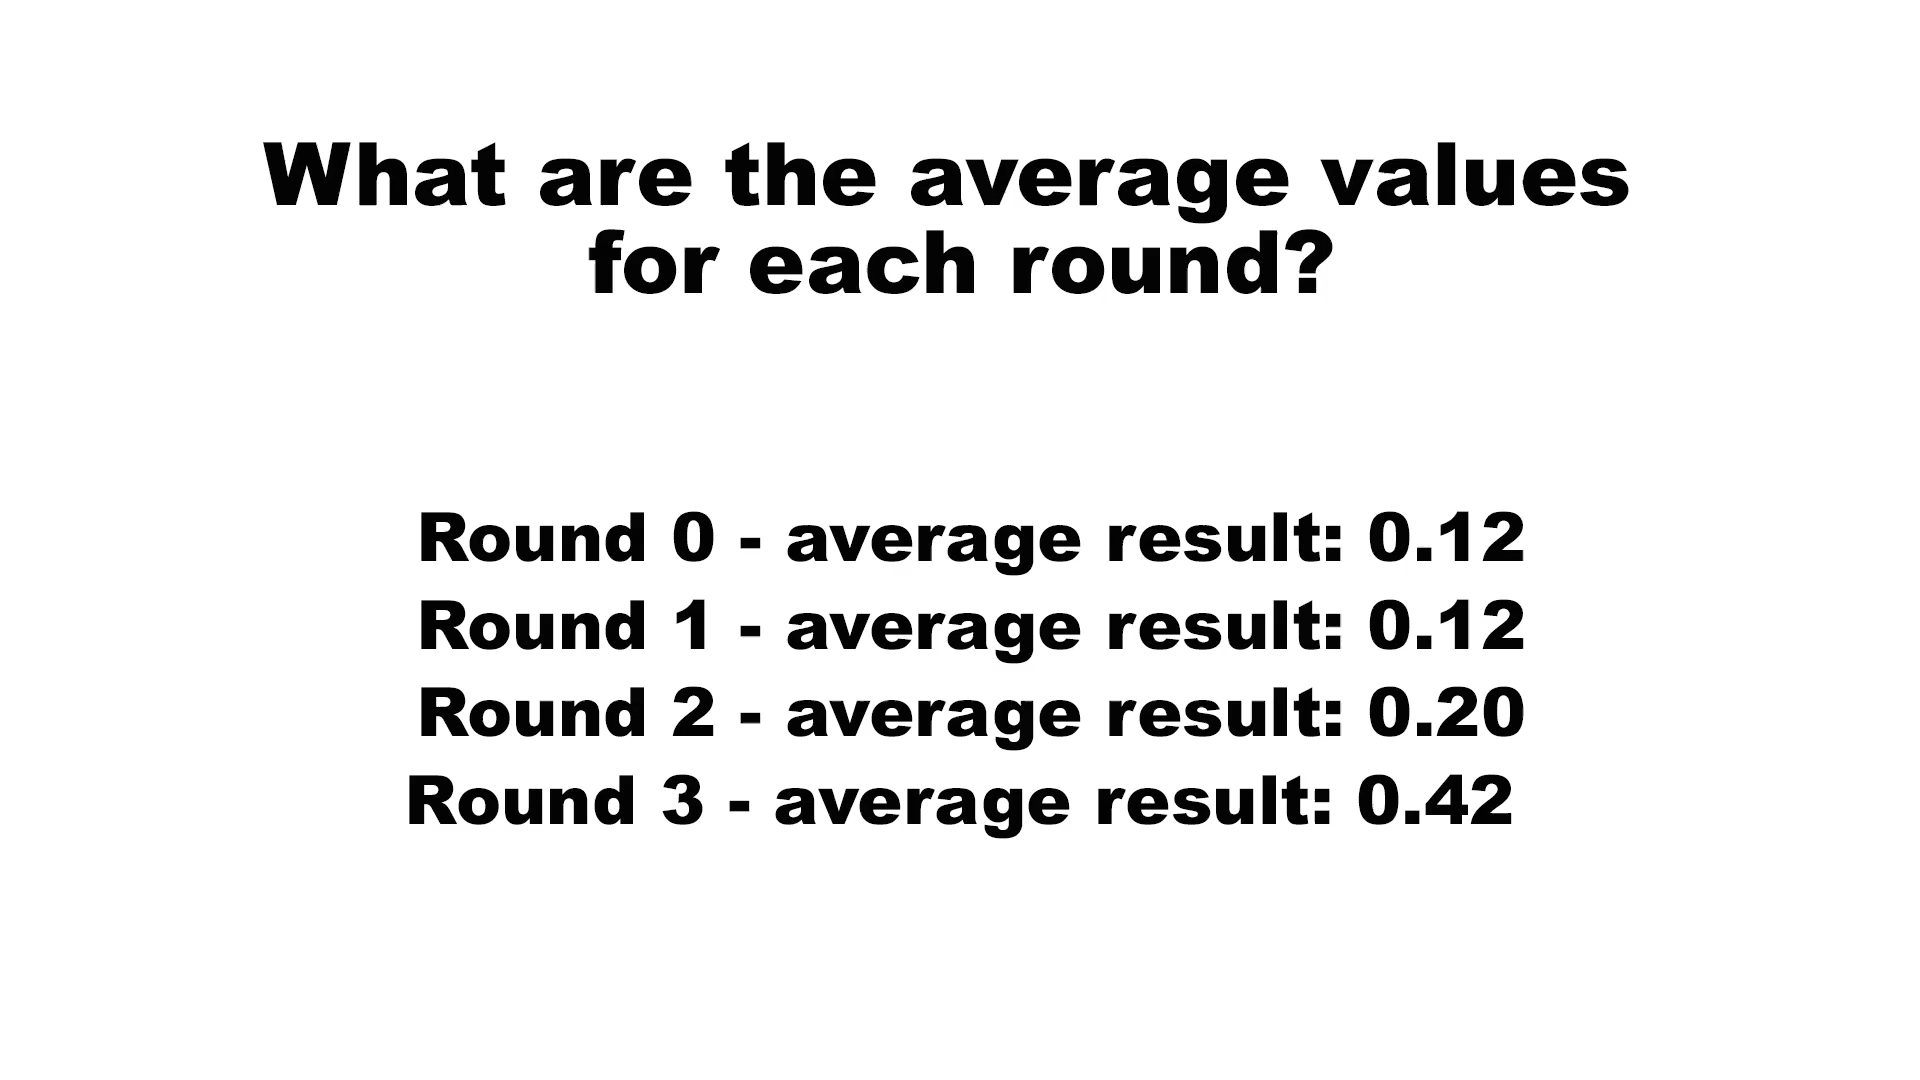 What are the average values
for each round?
Round 0 - average result: 0.12
Round 1 - average result: 0.12
Round 2 - average result: 0.20
Round 3 - average result: 0.42